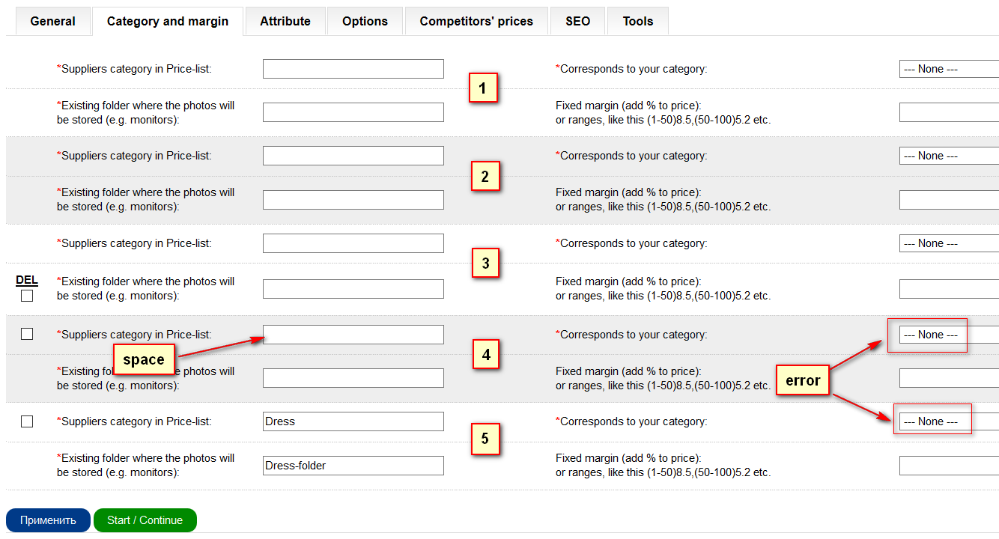 General Category and margin Attribute Options Competitors' prices SEO Tools
*Suppliers category in Price-list: *Corresponds to your category: --- None ---
1
*Existing folder where the photos will Fixed margin (add % to price):
be stored (e.g. monitors): or ranges, like this (1-50)8.5,(50-100)5.2 etc.
*Suppliers category in Price-list: *Corresponds to your category: --- None ---
2
*Existing folder where the photos will Fixed margin (add % to price):
be stored (e.g. monitors): or ranges, like this (1-50)8.5,(50-100)5.2 etc.
*Suppliers category in Price-list: *Corresponds to your category: --- None ---
3
DEL *Existing folder where the photos will Fixed margin (add % to price):
be stored (e.g. monitors): or ranges, like this (1-50)8.5,(50-100)5.2 etc.
*Suppliers category in Price-list: *Corresponds to your category: --- None ---
space 4
*Existing fol the photos will Fixed margin (add % to price):
error
be stored (e.g. monitors): or ranges, like this (1-50)8.5,(50-100)5.2 etc.
*Suppliers category in Price-list: Dress *Corresponds to your category: --- None ---
5
*Existing folder where the photos will Fixed margin (add % to price):
be stored (e.g. monitors): Dress-folder or ranges, like this (1-50)8.5,(50-100)5.2 etc.
Применить Start / Continue